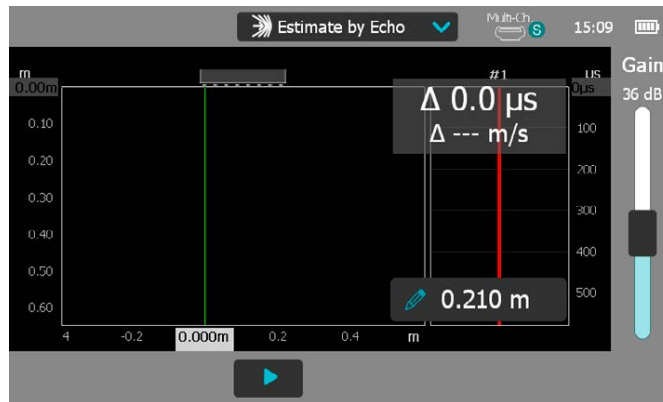 Estimate by Echo
Multi-Ch.
S
15:09
Gain
36 dB
m
#1
µs
0.00m
0µs
Δ 0.0 µs
Δ --- m/s
0.10
100
0.20
200
0.30
300
0.40
400
0.50
500
0.60
0.210 m
4
-0.2
0.000m
0.2
0.4
m